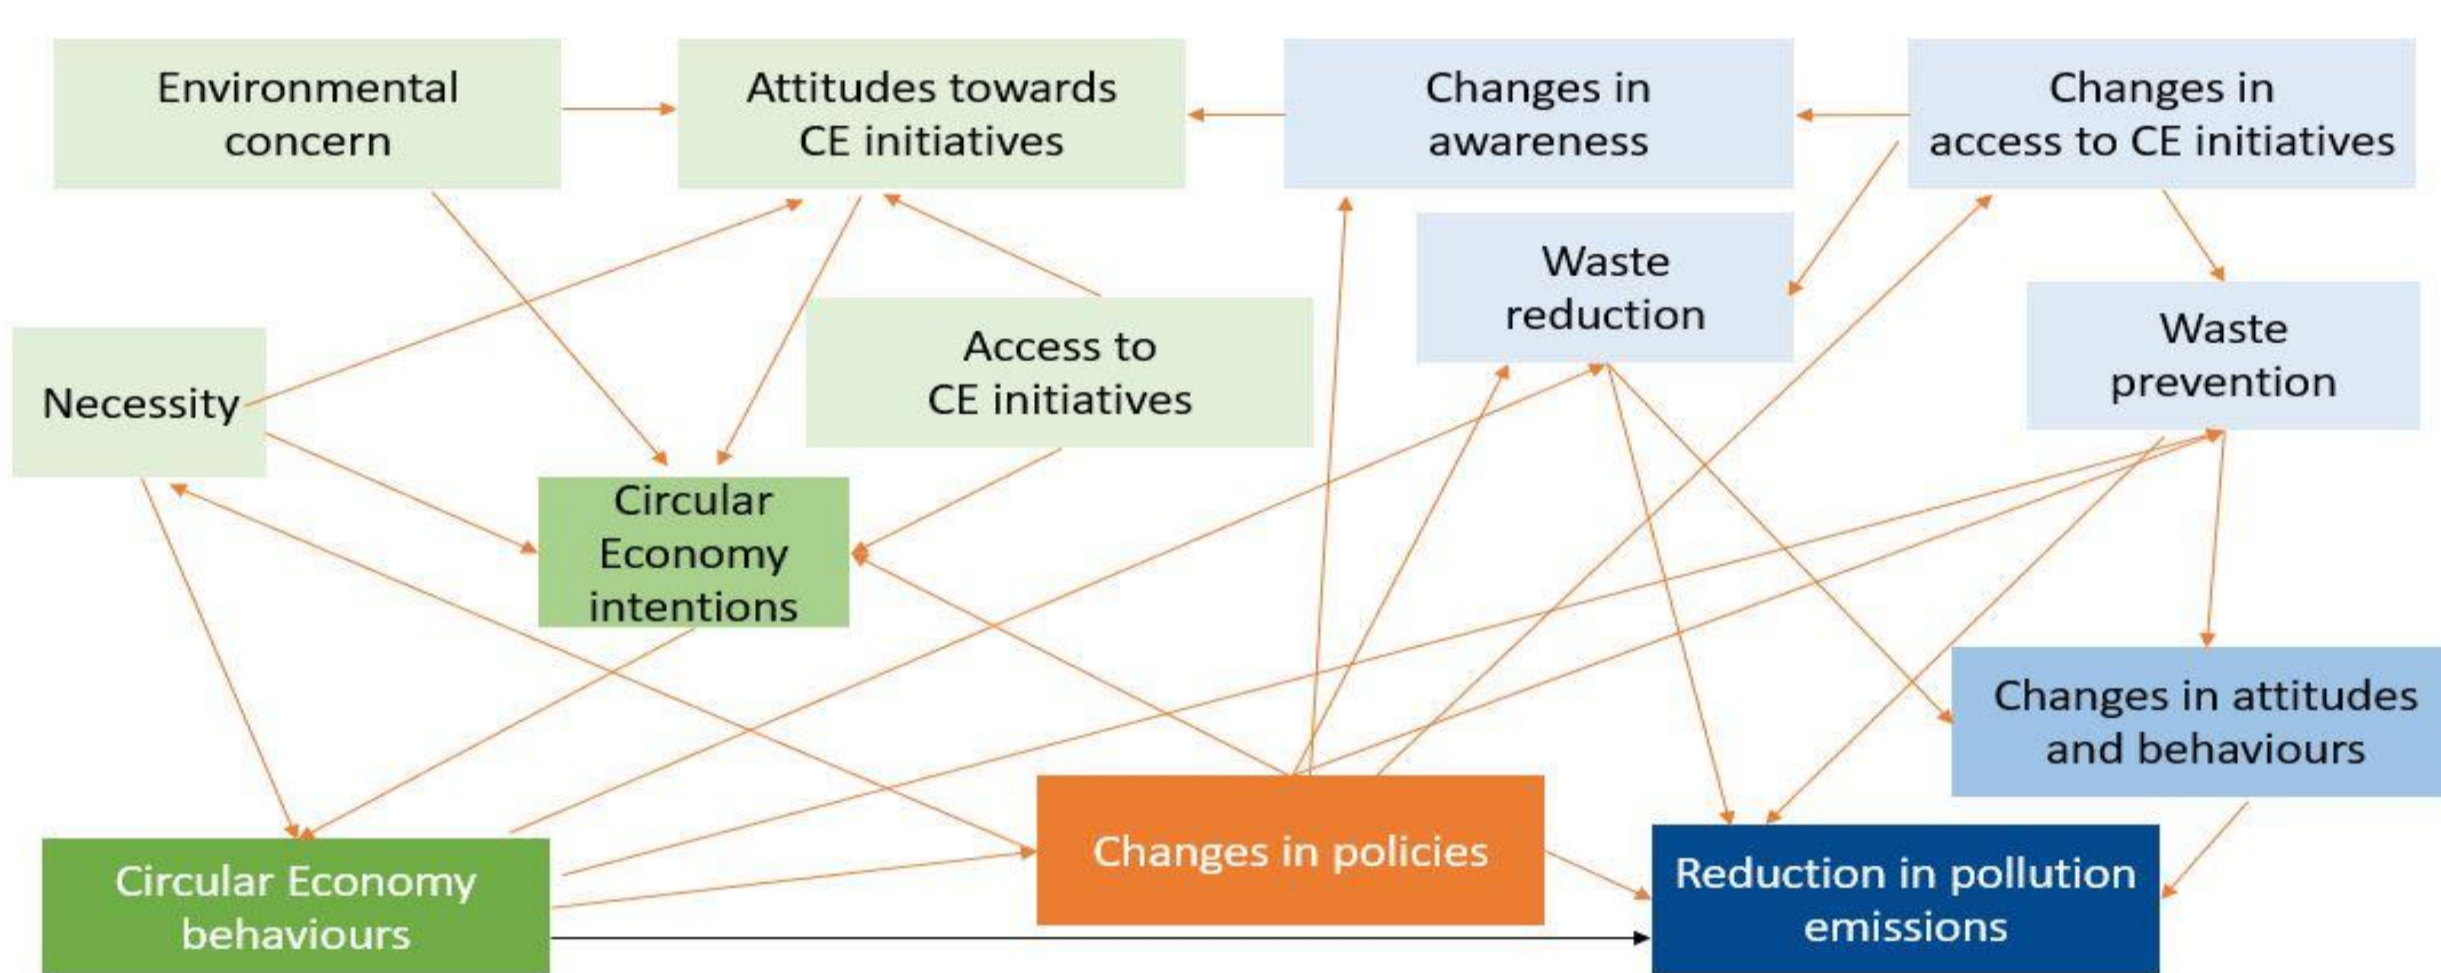 Environmental
concern
Attitudes towards
CE initiatives
Changes in
awareness
Changes in
access to CE initiatives
Waste
reduction
Waste
prevention
Access to
CE initiatives
Necessity
Circular
Economy
intentions
Changes in attitudes
and behaviours
Changes in policies
Circular Economy
behaviours
Reduction in pollution
emissions